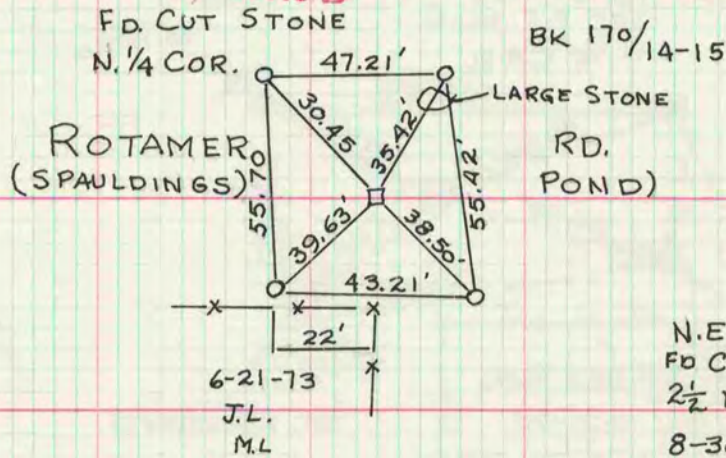 FD. CUT STONE
N. 1/4 COR.
BK 170/14-15
47.21'
LARGE STONE
30.45
35.42'
ROTAMER
RD.
(SPAULDINGS)
POND)
55.70
55.42'
39.63'
38.50'
43.21'
22'
6-21-73
J.L.
M.L
N.E
FD C
2 1/2
8-3